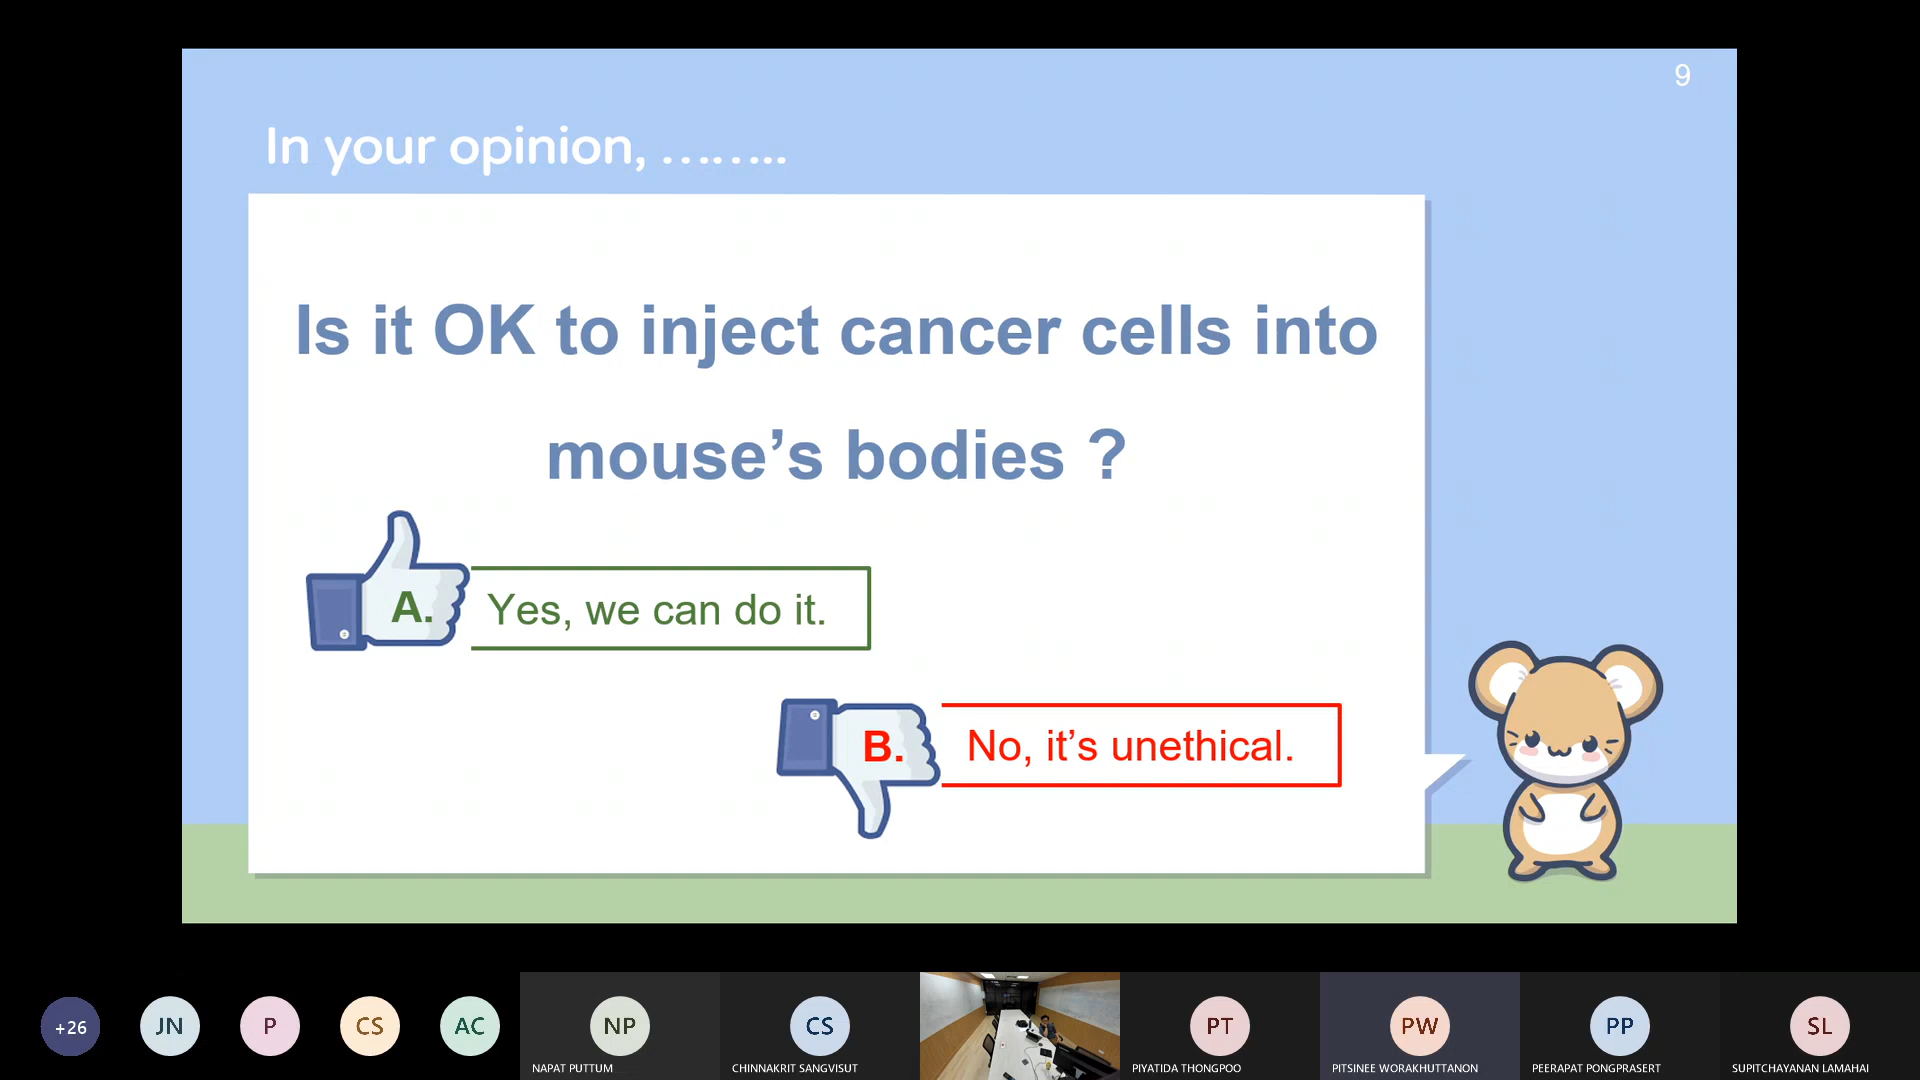 9
In your opinion, ……..
Is it OK to inject cancer cells into
mouse’s bodies ?
A. Yes, we can do it.
B. No, it’s unethical.
+26
JN
P
CS
AC
NP
NAPAT PUTTUM
CS
CHINNAKRIT SANGVISUT
PT
PIYATIDA THONGPOO
PW
PITSINEE WORAKHUTTANON
PP
PEERAPAT PONGPRASERT
SL
SUPITCHAYANAN LAMAHAI